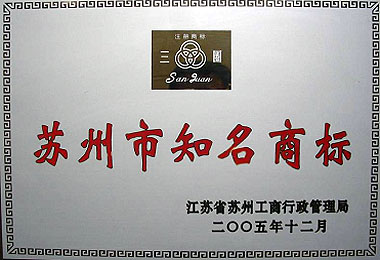 注册商标
三圈
San Juan
苏州市知名商标
江苏省苏州工商行政管理局
二〇〇五年十二月